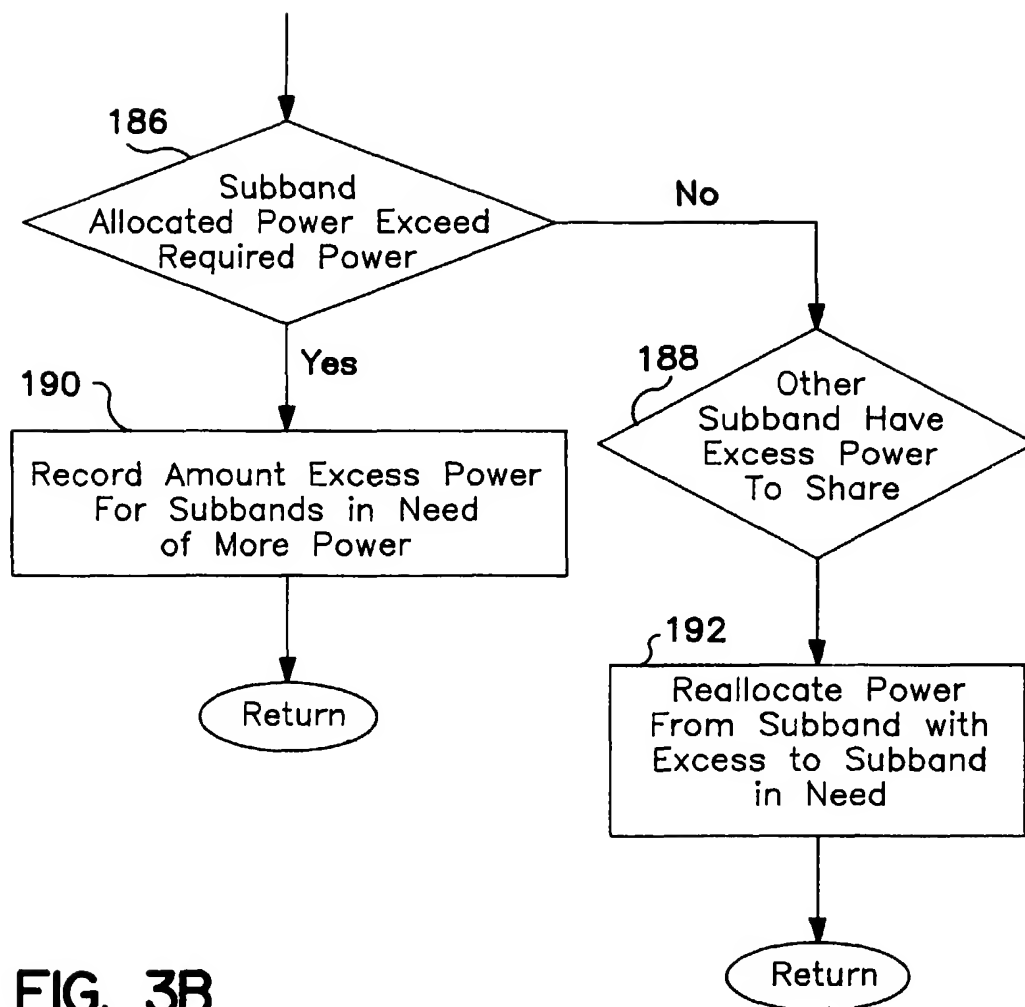 186
Subband
Allocated Power Exceed
Required Power
No
Yes
188
Other
Subband Have
Excess Power
To Share
190
Record Amount Excess Power
For Subbands in Need
of More Power
192
Reallocate Power
From Subband with
Excess to Subband
in Need
Return
Return
FIG. 3B